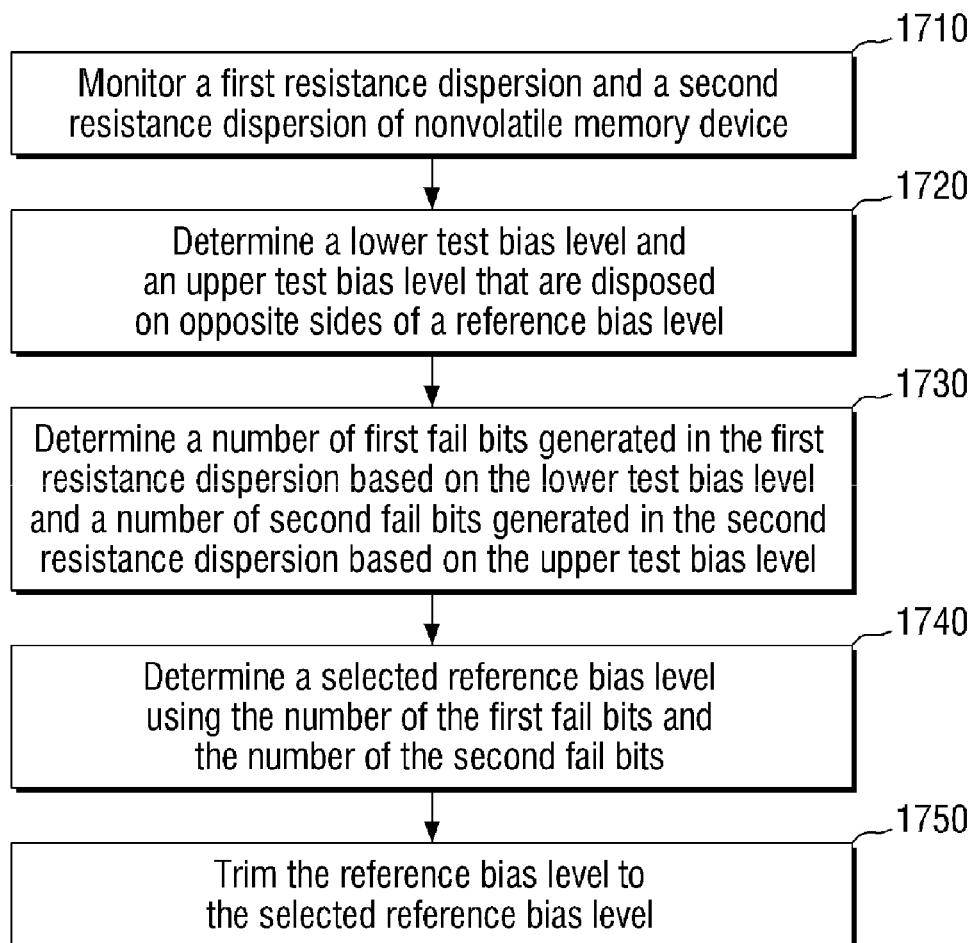 1710
Monitor a first resistance dispersion and a second
resistance dispersion of nonvolatile memory device
1720
Determine a lower test bias level and
an upper test bias level that are disposed
on opposite sides of a reference bias level
1730
Determine a number of first fail bits generated in the first
resistance dispersion based on the lower test bias level
and a number of second fail bits generated in the second
resistance dispersion based on the upper test bias level
1740
Determine a selected reference bias level
using the number of the first fail bits and
the number of the second fail bits
1750
Trim the reference bias level to
the selected reference bias level